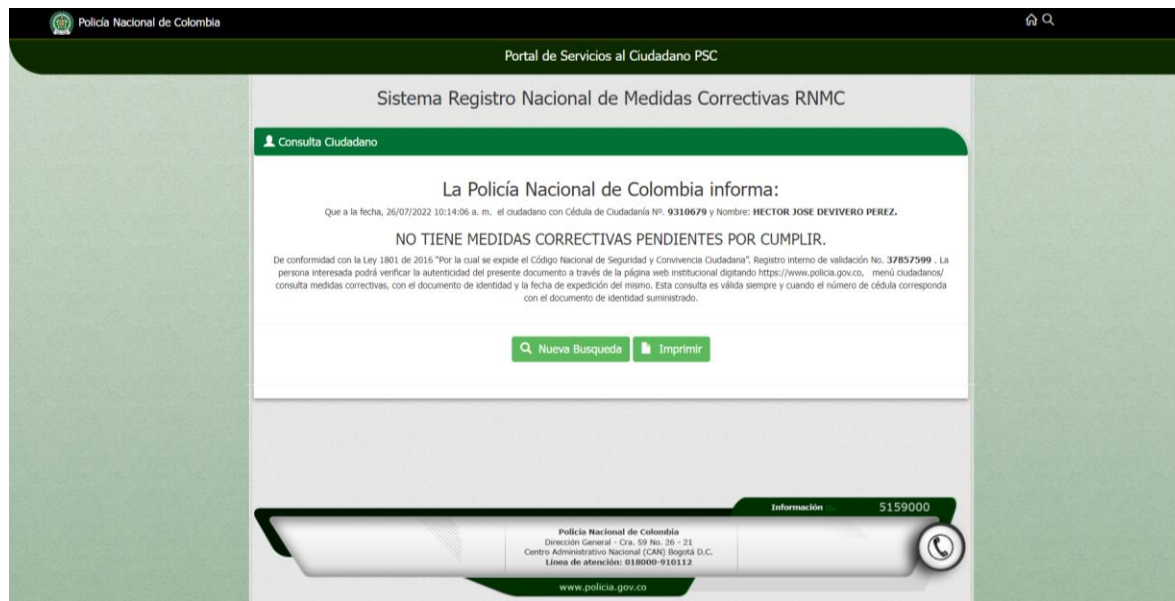 Policía Nacional de Colombia
Portal de Servicios al Ciudadano PSC
Sistema Registro Nacional de Medidas Correctivas RNMC
Consulta Ciudadano
La Policía Nacional de Colombia informa:
Que a la fecha, 26/07/2022 10:14:06 a. m. el ciudadano con Cédula de Ciudadanía Nº. 9310679 y Nombre: HECTOR JOSE DEVIVERO PEREZ.
NO TIENE MEDIDAS CORRECTIVAS PENDIENTES POR CUMPLIR.
De conformidad con la Ley 1801 de 2016 "Por la cual se expide el Código Nacional de Seguridad y Convivencia Ciudadana". Registro interno de validación No. 37857599 . La
persona interesada podrá verificar la autenticidad del presente documento a través de la página web institucional digitando https://www.policia.gov.co, menú ciudadanos/
consulta medidas correctivas, con el documento de identidad y la fecha de expedición del mismo. Esta consulta es válida siempre y cuando el número de cédula corresponda
con el documento de identidad suministrado.
Nueva Busqueda
Imprimir
Información ::..
5159000
Policía Nacional de Colombia
Dirección General - Cra. 59 No. 26 - 21
Centro Administrativo Nacional (CAN) Bogotá D.C.
Línea de atención: 018000-910112
www.policia.gov.co